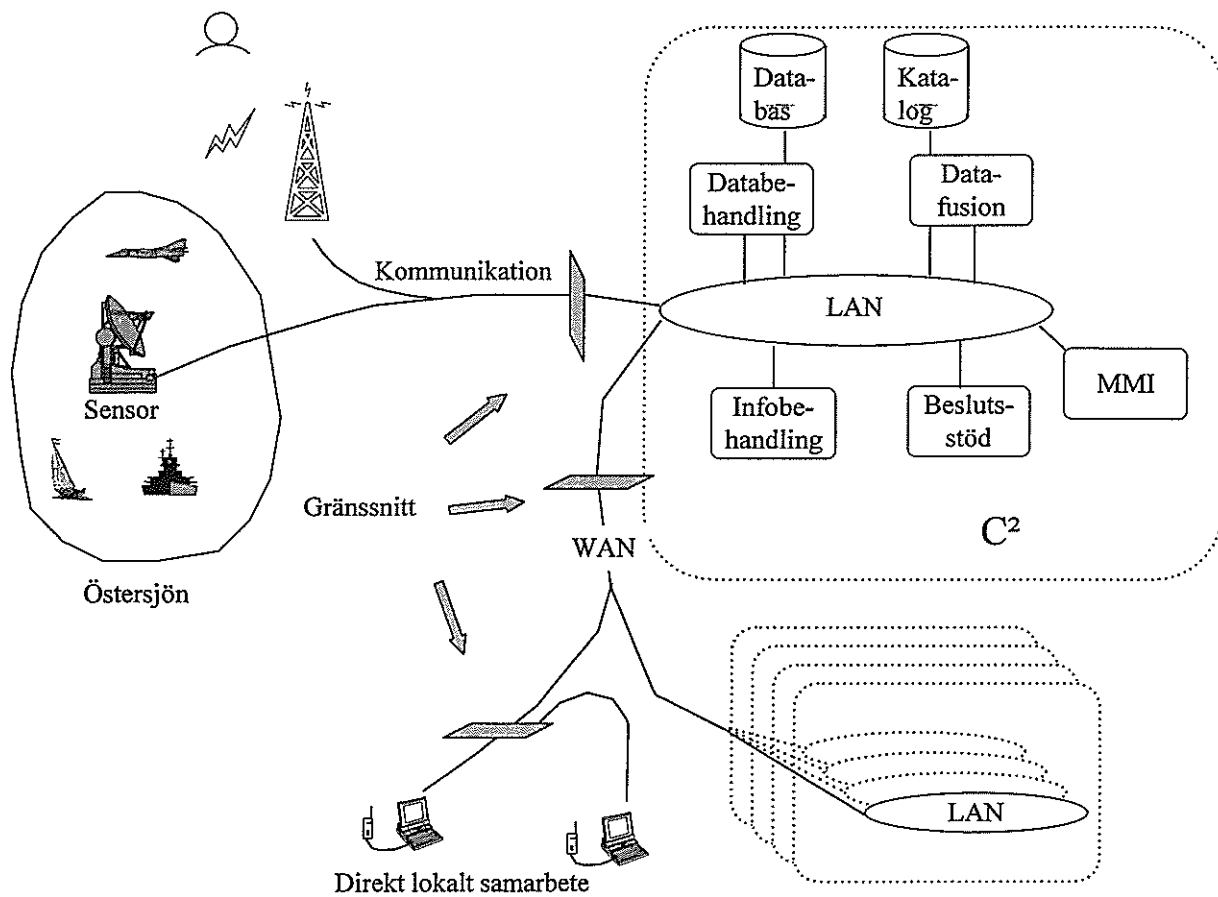 Data-
bas
Kata-
log
Databe-
handling
Data-
fusion
Kommunikation
LAN
MMI
Sensor
Infobe-
handling
Besluts-
stöd
Gränssnitt
C²
WAN
Östersjön
LAN
Direkt lokalt samarbete